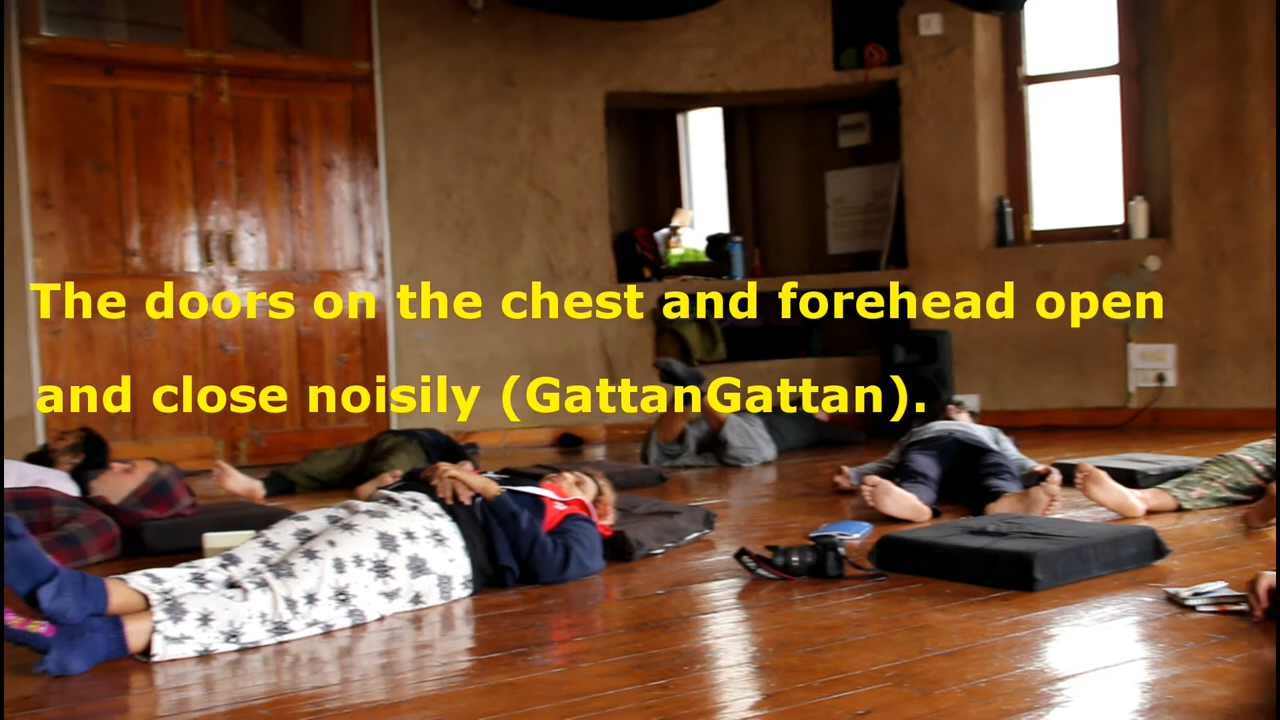 The doors on the chest and forehead open
and close noisily (GattanGattan).